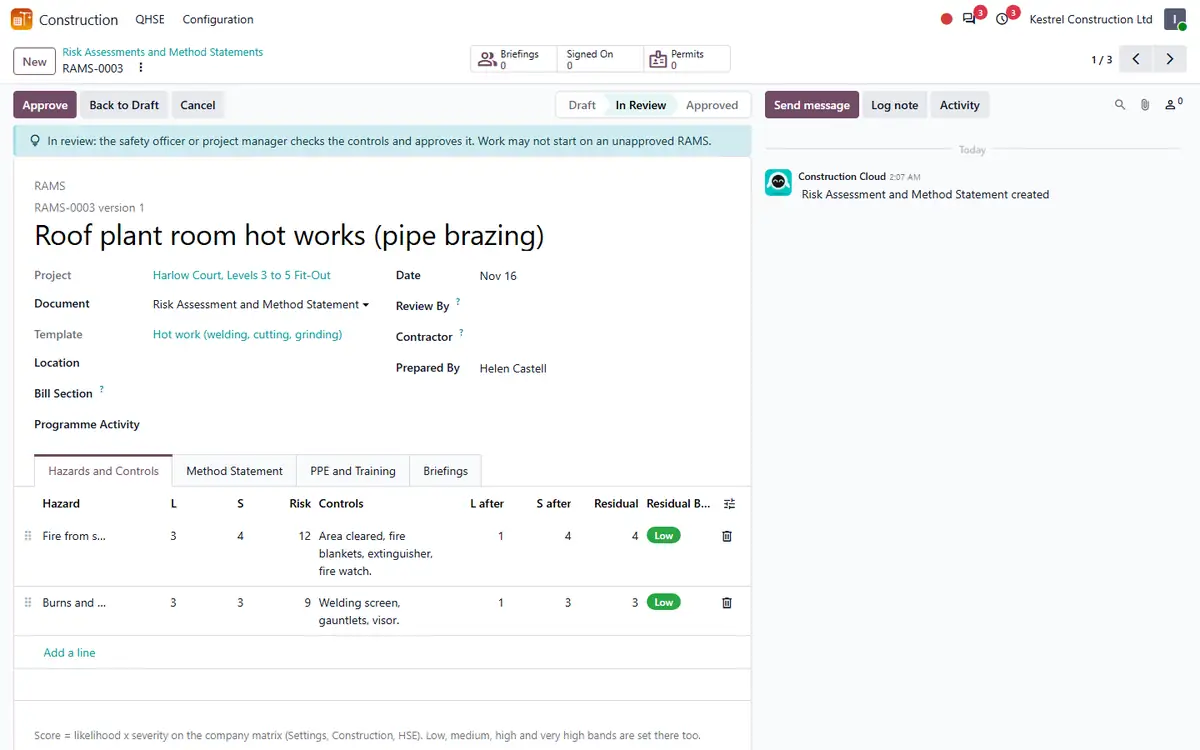 Construction QHSE Configuration 3 3 Kestrel Construction Ltd I
New Risk Assessments and Method Statements
RAMS-0003
Briefings 0 Signed On 0 Permits 0
1 / 3
Approve Back to Draft Cancel Draft In Review Approved Send message Log note Activity 0
In review: the safety officer or project manager checks the controls and approves it. Work may not start on an unapproved RAMS.
Today
Construction Cloud 2:07 AM
Risk Assessment and Method Statement created
RAMS
RAMS-0003 version 1
Roof plant room hot works (pipe brazing)
Project Harlow Court, Levels 3 to 5 Fit-Out Date Nov 16
Document Risk Assessment and Method Statement Review By ?
Template Hot work (welding, cutting, grinding) Contractor ?
Location Prepared By Helen Castell
Bill Section ?
Programme Activity
Hazards and Controls Method Statement PPE and Training Briefings
Hazard L S Risk Controls L after S after Residual Residual B...
Fire from s... 3 4 12 Area cleared, fire 1 4 4 Low
blankets, extinguisher,
fire watch.
Burns and ... 3 3 9 Welding screen, 1 3 3 Low
gauntlets, visor.
Add a line
Score = likelihood x severity on the company matrix (Settings, Construction, HSE). Low, medium, high and very high bands are set there too.